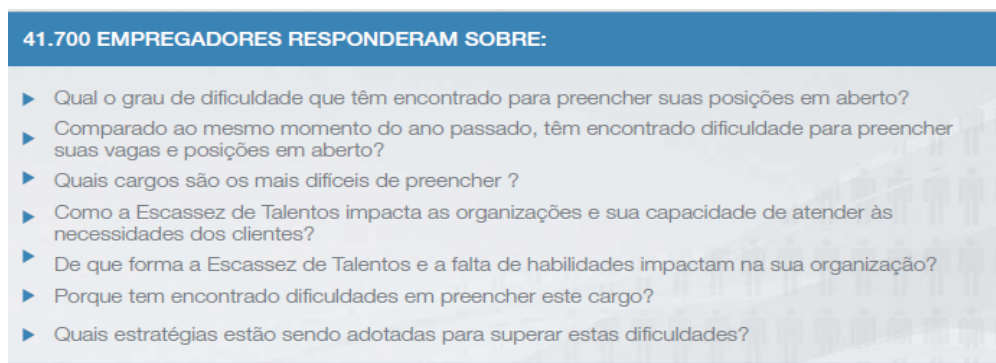 41.700 EMPREGADORES RESPONDERAM SOBRE:
Qual o grau de dificuldade que têm encontrado para preencher suas posições em aberto?
Comparado ao mesmo momento do ano passado, têm encontrado dificuldade para preencher
suas vagas e posições em aberto?
Quais cargos são os mais difíceis de preencher ?
Como a Escassez de Talentos impacta as organizações e sua capacidade de atender às
necessidades dos clientes?
De que forma a Escassez de Talentos e a falta de habilidades impactam na sua organização?
Porque tem encontrado dificuldades em preencher este cargo?
Quais estratégias estão sendo adotadas para superar estas dificuldades?